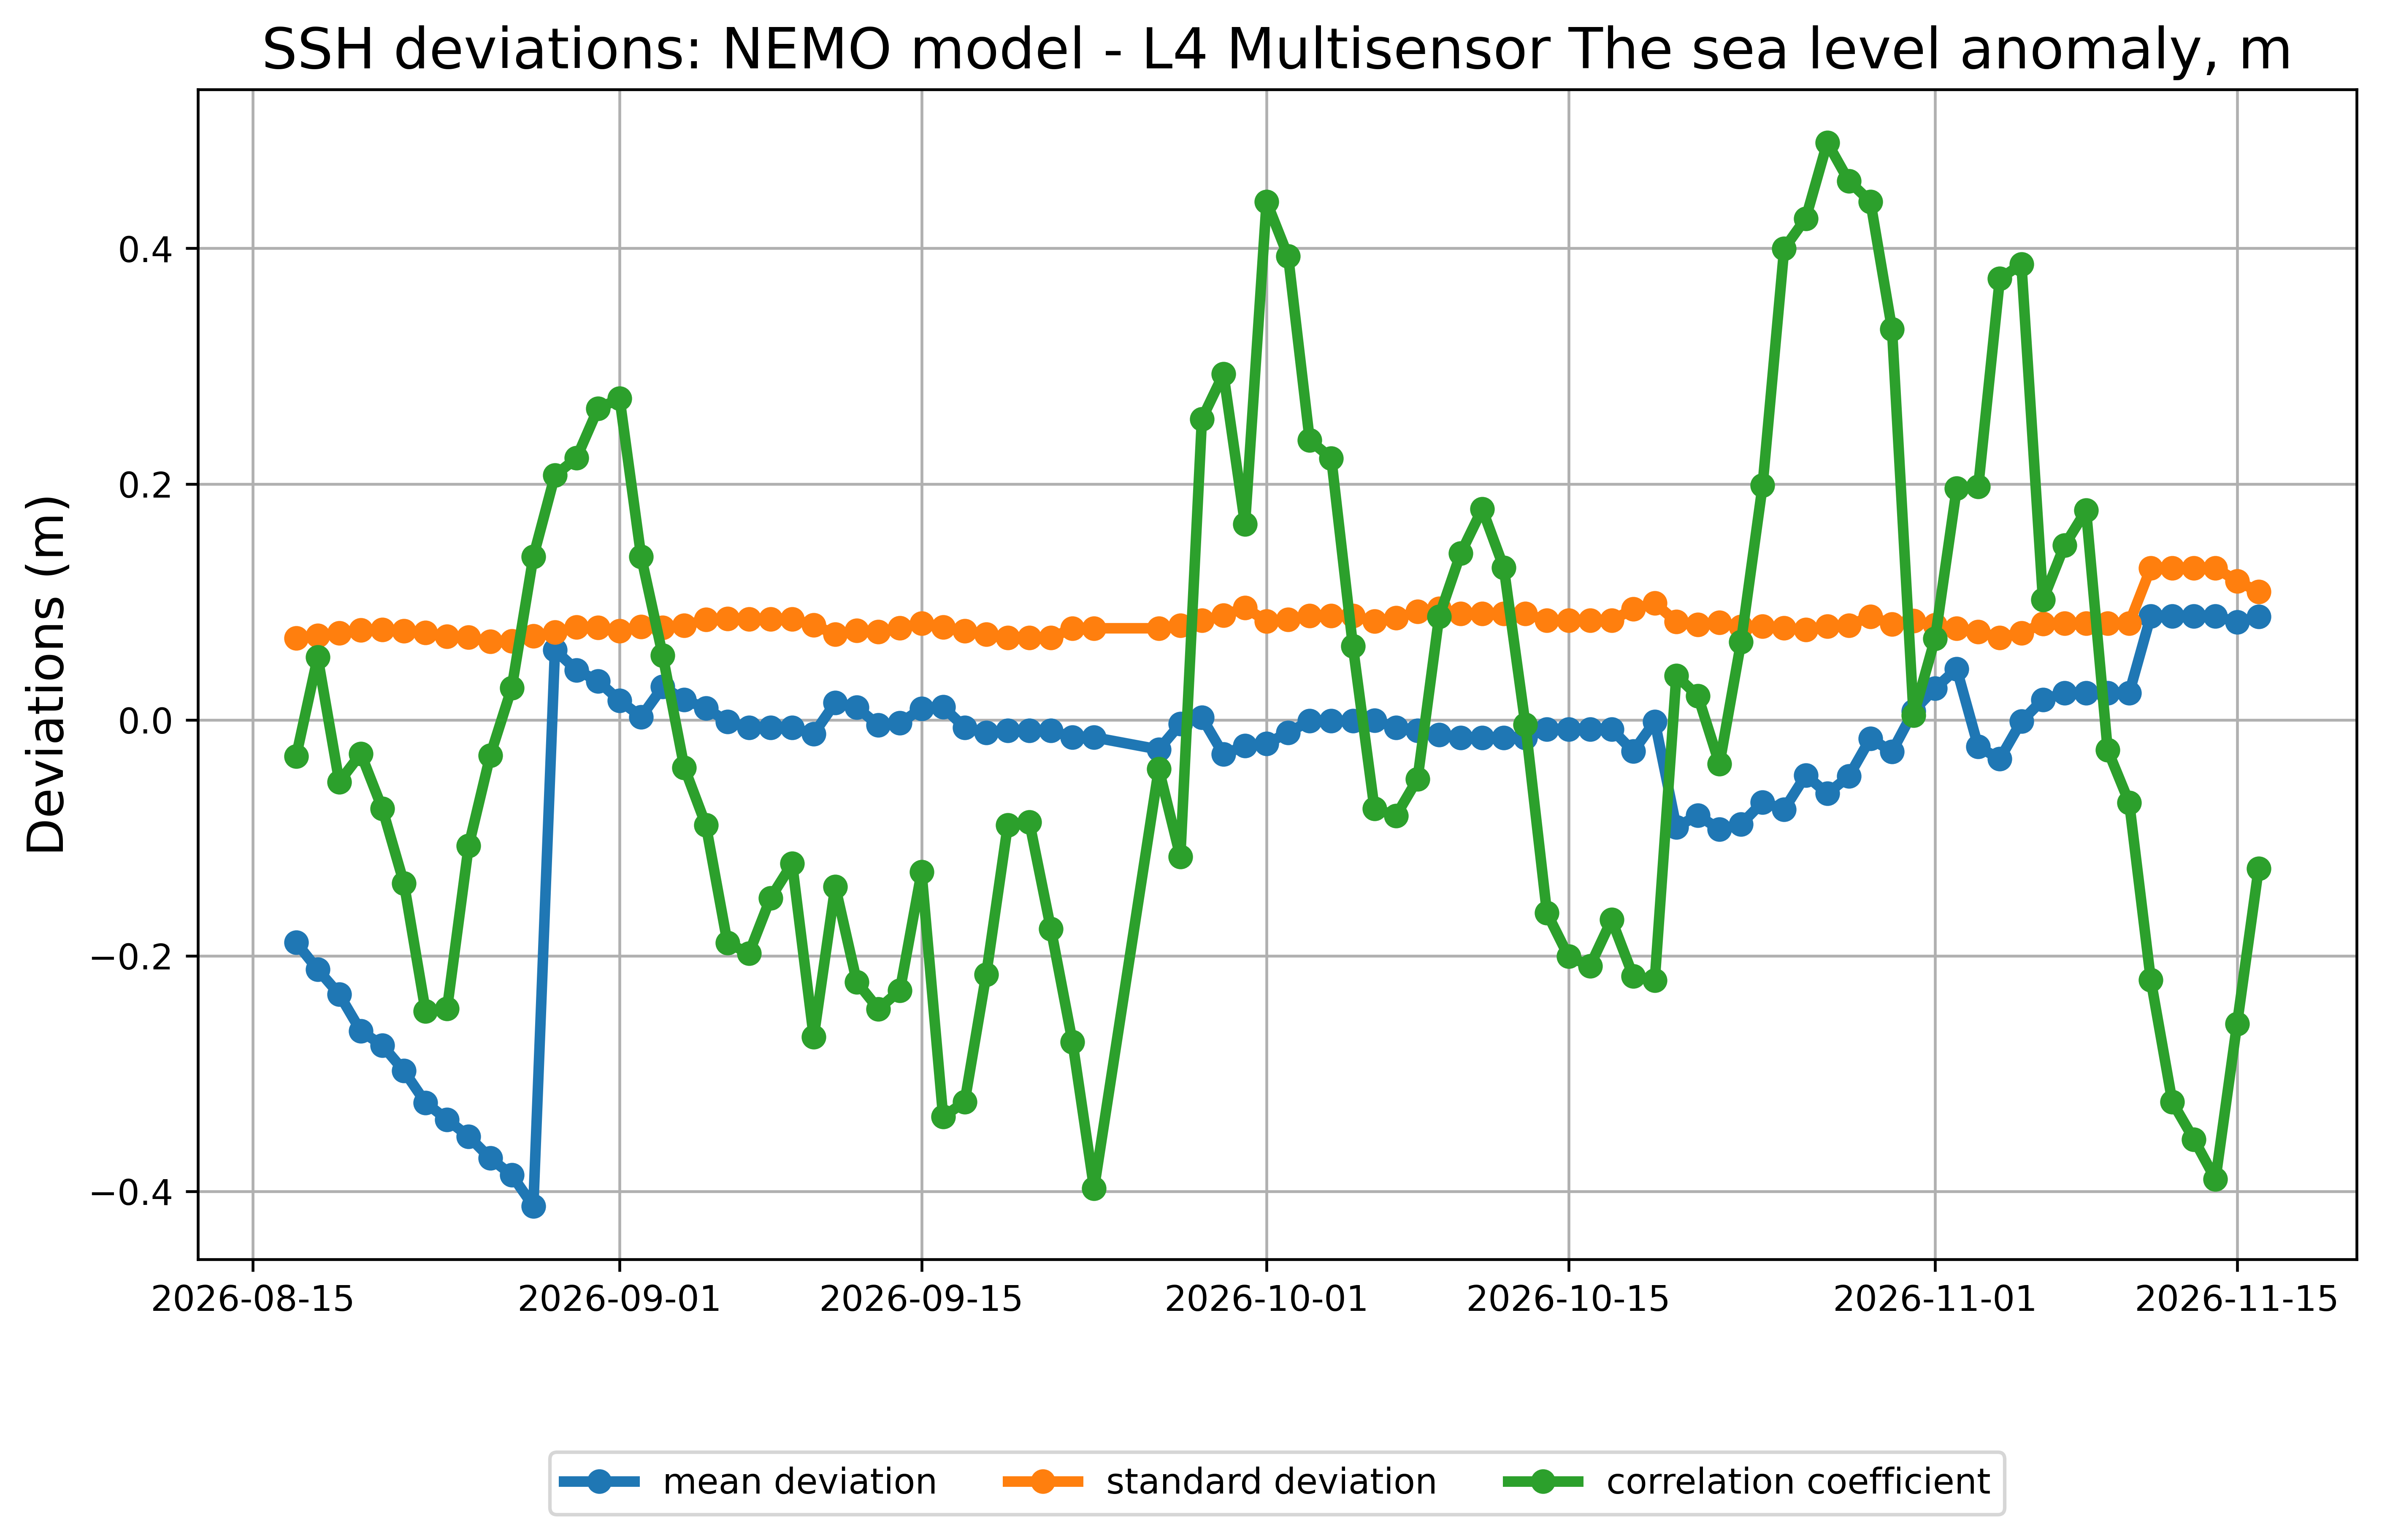 SSH deviations: NEMO model - L4 Multisensor The sea level anomaly, m
Deviations (m)
0.4
0.2
0.0
−0.2
−0.4
2026-08-15 2026-09-01 2026-09-15 2026-10-01 2026-10-15 2026-11-01 2026-11-15
mean deviation standard deviation correlation coefficient